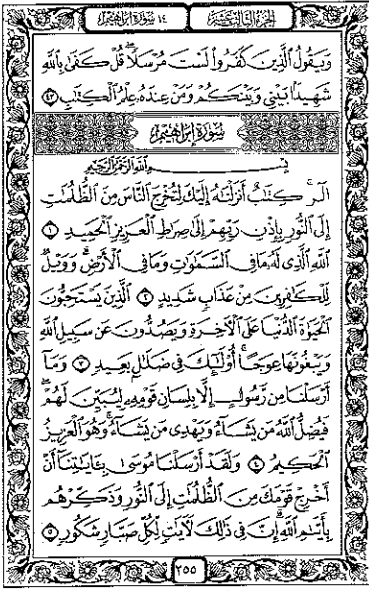 الجزء الثالث عشر ١٤ سورة ابراهيم
وَيَقُولُ الَّذِينَ كَفَرُوا لَسْتَ مُرْسَلًا قُلْ كَفَىٰ بِاللَّهِ
شَهِيدًا بَيْنِي وَبَيْنَكُمْ وَمَنْ عِندَهُ عِلْمُ الْكِتَابِ ٤٣
سورة إبراهيم
بِسْمِ اللَّهِ الرَّحْمَٰنِ الرَّحِيمِ
الٓر ۚ كِتَابٌ أَنزَلْنَاهُ إِلَيْكَ لِتُخْرِجَ النَّاسَ مِنَ الظُّلُمَاتِ
إِلَى النُّورِ بِإِذْنِ رَبِّهِمْ إِلَىٰ صِرَاطِ الْعَزِيزِ الْحَمِيدِ ١
اللَّهِ الَّذِي لَهُ مَا فِي السَّمَاوَاتِ وَمَا فِي الْأَرْضِ ۗ وَوَيْلٌ
لِّلْكَافِرِينَ مِنْ عَذَابٍ شَدِيدٍ ٢ الَّذِينَ يَسْتَحِبُّونَ
الْحَيَاةَ الدُّنْيَا عَلَى الْآخِرَةِ وَيَصُدُّونَ عَن سَبِيلِ اللَّهِ
وَيَبْغُونَهَا عِوَجًا ۚ أُولَٰئِكَ فِي ضَلَالٍ بَعِيدٍ ٣ وَمَا
أَرْسَلْنَا مِن رَّسُولٍ إِلَّا بِلِسَانِ قَوْمِهِ لِيُبَيِّنَ لَهُمْ ۖ
فَيُضِلُّ اللَّهُ مَن يَشَاءُ وَيَهْدِي مَن يَشَاءُ ۚ وَهُوَ الْعَزِيزُ
الْحَكِيمُ ٤ وَلَقَدْ أَرْسَلْنَا مُوسَىٰ بِآيَاتِنَا أَنْ
أَخْرِجْ قَوْمَكَ مِنَ الظُّلُمَاتِ إِلَى النُّورِ وَذَكِّرْهُم
بِأَيَّامِ اللَّهِ ۚ إِنَّ فِي ذَٰلِكَ لَآيَاتٍ لِّكُلِّ صَبَّارٍ شَكُورٍ ٥
٢٥٥